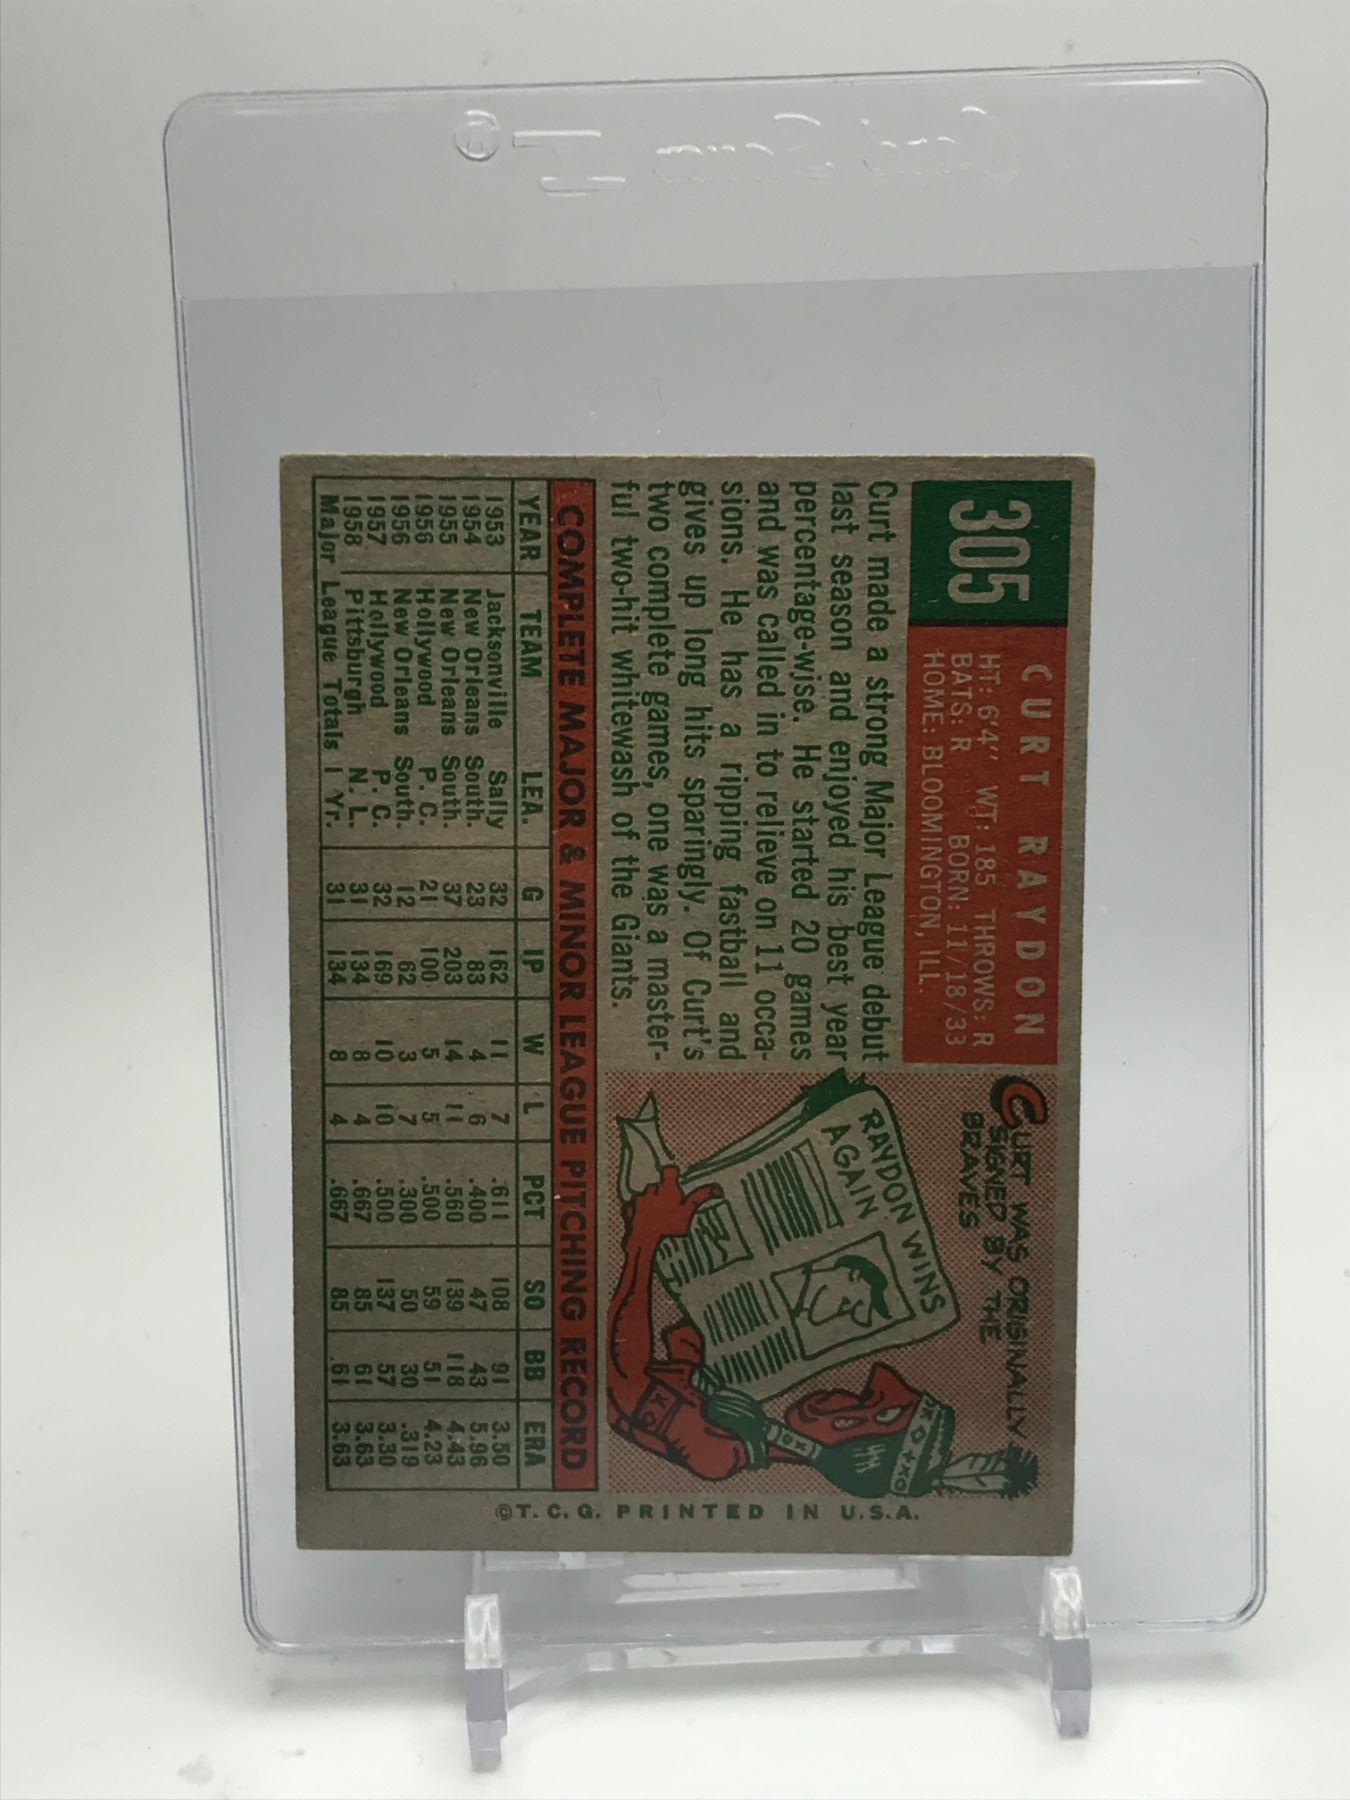 305
CURT RAYDON
HT: 6'4" WT: 185 THROWS: R
BATS: R BORN: 11/18/33
HOME: BLOOMINGTON, ILL.
Curt made a strong Major League debut
last season and enjoyed his best year
percentage-wise. He started 20 games
and was called in to relieve on 11 occa-
sions. He has a ripping fastball and
gives up long hits sparingly. Of Curt's
two complete games, one was a master-
ful two-hit whitewash of the Giants.
CURT WAS ORIGINALLY
SIGNED BY THE
BRAVES
RAYDON WINS
AGAIN
COMPLETE MAJOR & MINOR LEAGUE PITCHING RECORD
YEAR TEAM LEA. G IP W L PCT SO BB ERA
1953 Jacksonville Sally 32 162 11 7 .611 108 91 3.50
1954 New Orleans South. 23 83 4 6 .400 47 43 5.96
1955 New Orleans South. 37 203 14 11 .560 139 118 4.43
1956 Hollywood P. C. 21 100 5 5 .500 59 51 4.23
1956 New Orleans South. 12 62 3 7 .300 50 30 .319
1957 Hollywood P. C. 32 169 10 10 .500 137 57 3.30
1958 Pittsburgh N. L. 31 134 8 4 .667 85 61 3.63
Major League Totals 1 Yr. 31 134 8 4 .667 85 .61 3.63
©T. C. G. PRINTED IN U.S.A.